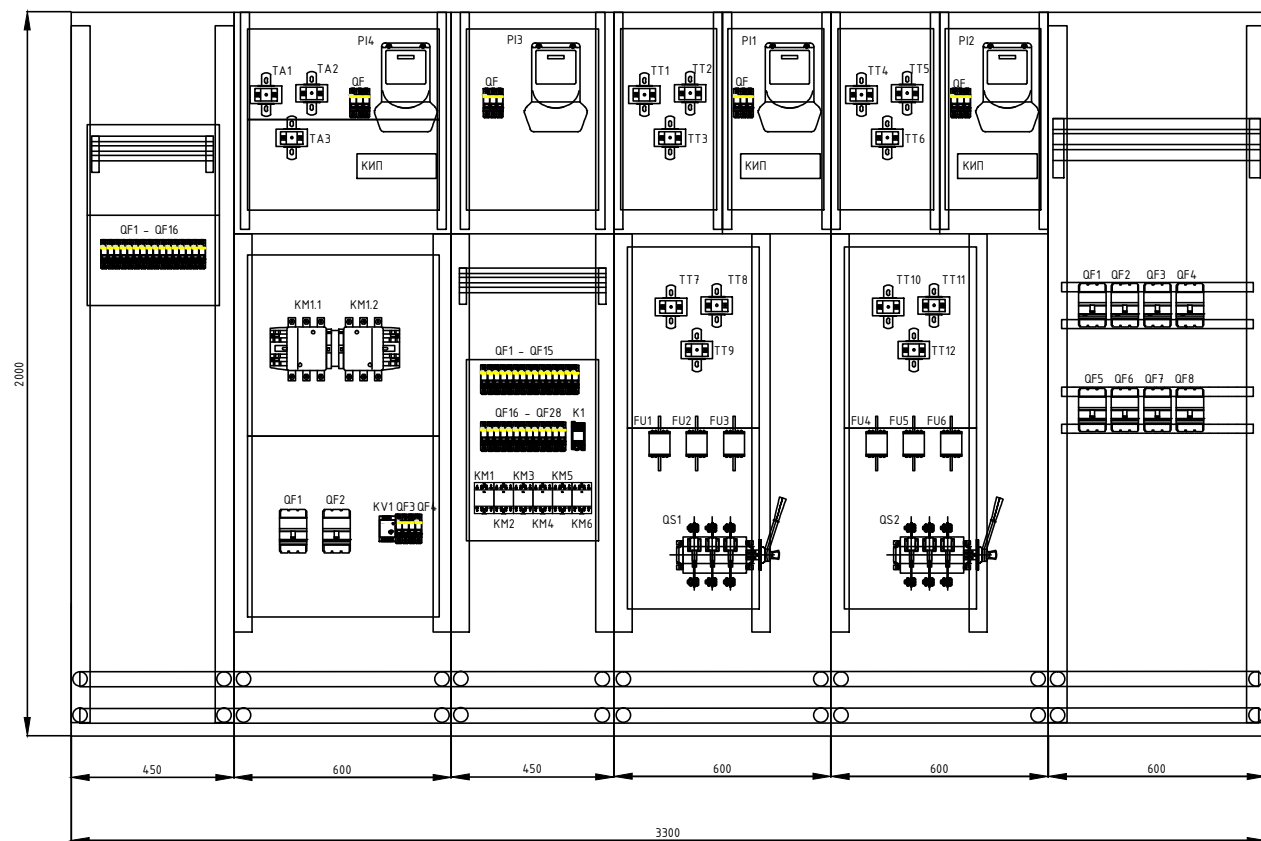 PI4
PI3
PI1
PI2
TA1
TA2
QF
QF
TT1
TT2
QF
TT4
TT5
QF
TA3
TT3
TT6
КИП
КИП
КИП
QF1 - QF16
QF1
QF2
QF3
QF4
TT7
TT8
TT10
TT11
KM1.1
KM1.2
TT9
TT12
QF1 - QF15
2000
QF5
QF6
QF7
QF8
QF16 - QF28
K1
FU1
FU2
FU3
FU4
FU5
FU6
KM1
KM3
KM5
QF1
QF2
KV1
QF3
QF4
KM2
KM4
KM6
QS1
QS2
450
600
450
600
600
600
3300